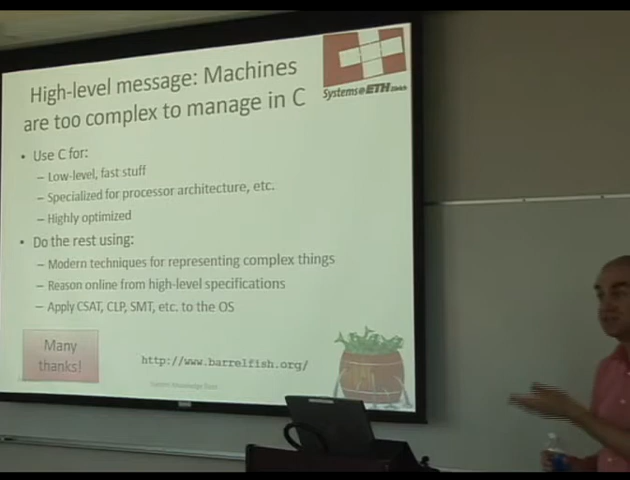 High-level message: Machines
are too complex to manage in C
Systems@ETH
• Use C for:
– Low-level, fast stuff
– Specialized for processor architecture, etc.
– Highly optimized
• Do the rest using:
– Modern techniques for representing complex things
– Reason online from high-level specifications
– Apply CSAT, CLP, SMT, etc. to the OS
Many
thanks!
http://www.barrelfish.org/